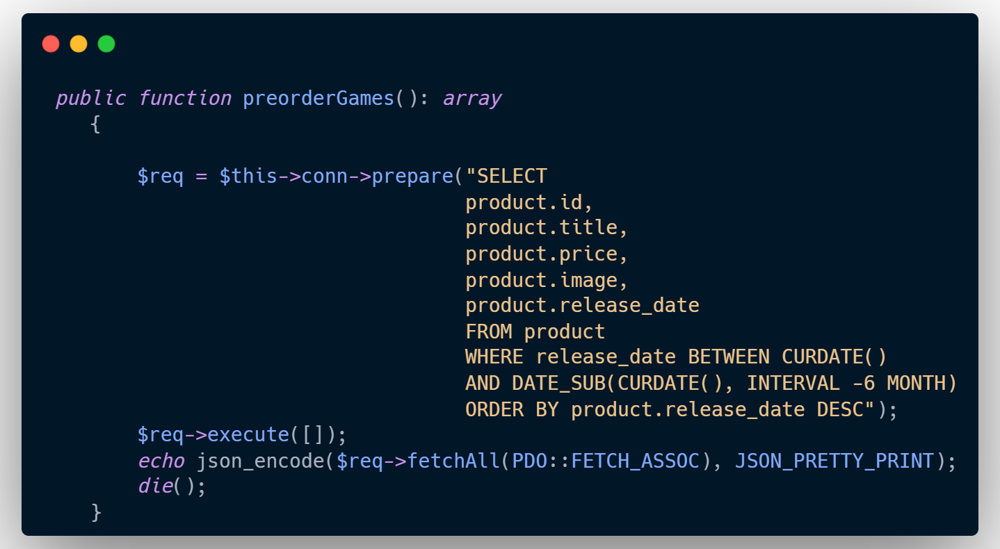 public function preorderGames(): array
{
$req = $this->conn->prepare("SELECT
product.id,
product.title,
product.price,
product.image,
product.release_date
FROM product
WHERE release_date BETWEEN CURDATE()
AND DATE_SUB(CURDATE(), INTERVAL -6 MONTH)
ORDER BY product.release_date DESC");
$req->execute([]);
echo json_encode($req->fetchAll(PDO::FETCH_ASSOC), JSON_PRETTY_PRINT);
die();
}